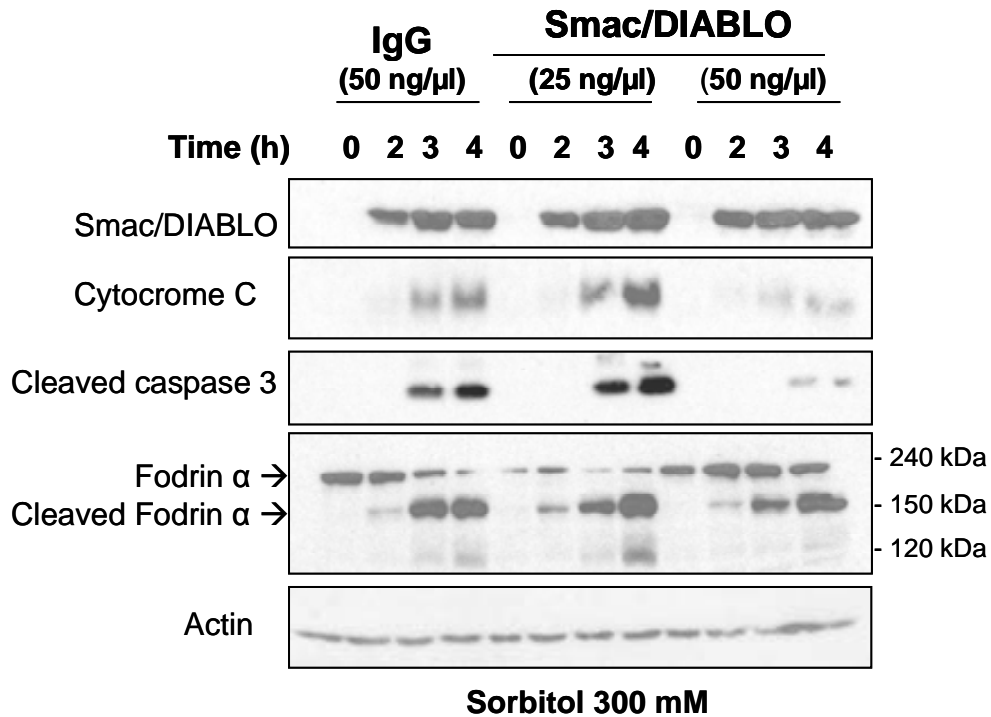 IgG
Smac/DIABLO
(50 ng/µl)
(25 ng/µl)
(50 ng/µl)
Time (h) 0 2 3 4 0 2 3 4 0 2 3 4
Smac/DIABLO
Cytocrome C
Cleaved caspase 3
Fodrin α →
Cleaved Fodrin α →
- 240 kDa
- 150 kDa
- 120 kDa
Actin
Sorbitol 300 mM